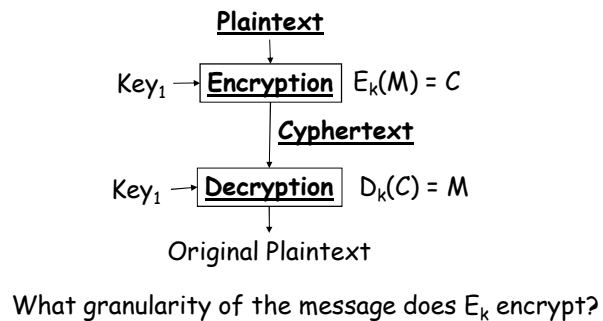 Plaintext
Key₁ Encryption Eₖ(M) = C
Cyphertext
Key₁ Decryption Dₖ(C) = M
Original Plaintext
What granularity of the message does Eₖ encrypt?